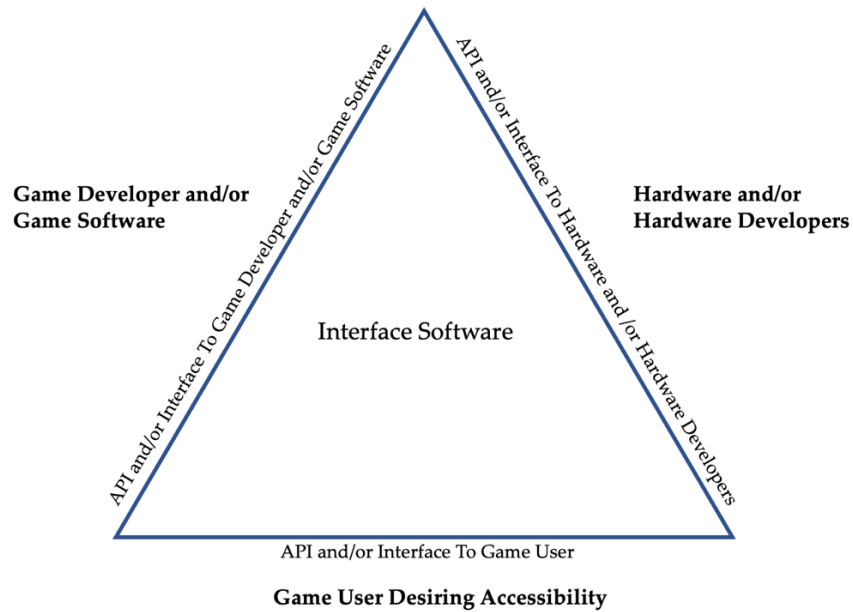 API and/or Interface To Game Developer and/or Game Software
API and/or Interface To Hardware and /or Hardware Developers
Game Developer and/or
Game Software
Hardware and/or
Hardware Developers
Interface Software
API and/or Interface To Game User
Game User Desiring Accessibility